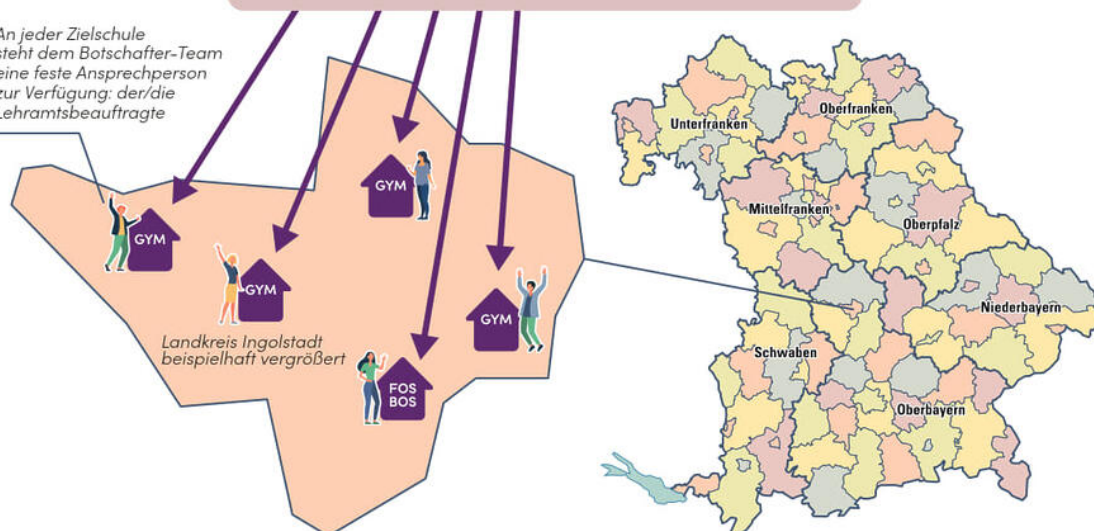 An jeder Zielschule
steht dem Botschafter-Team
eine feste Ansprechperson
zur Verfügung: der/die
Lehramtsbeauftragte
GYM
GYM
GYM
GYM
FOS
BOS
Landkreis Ingolstadt
beispielhaft vergrößert
Unterfranken
Oberfranken
Mittelfranken
Oberpfalz
Niederbayern
Schwaben
Oberbayern